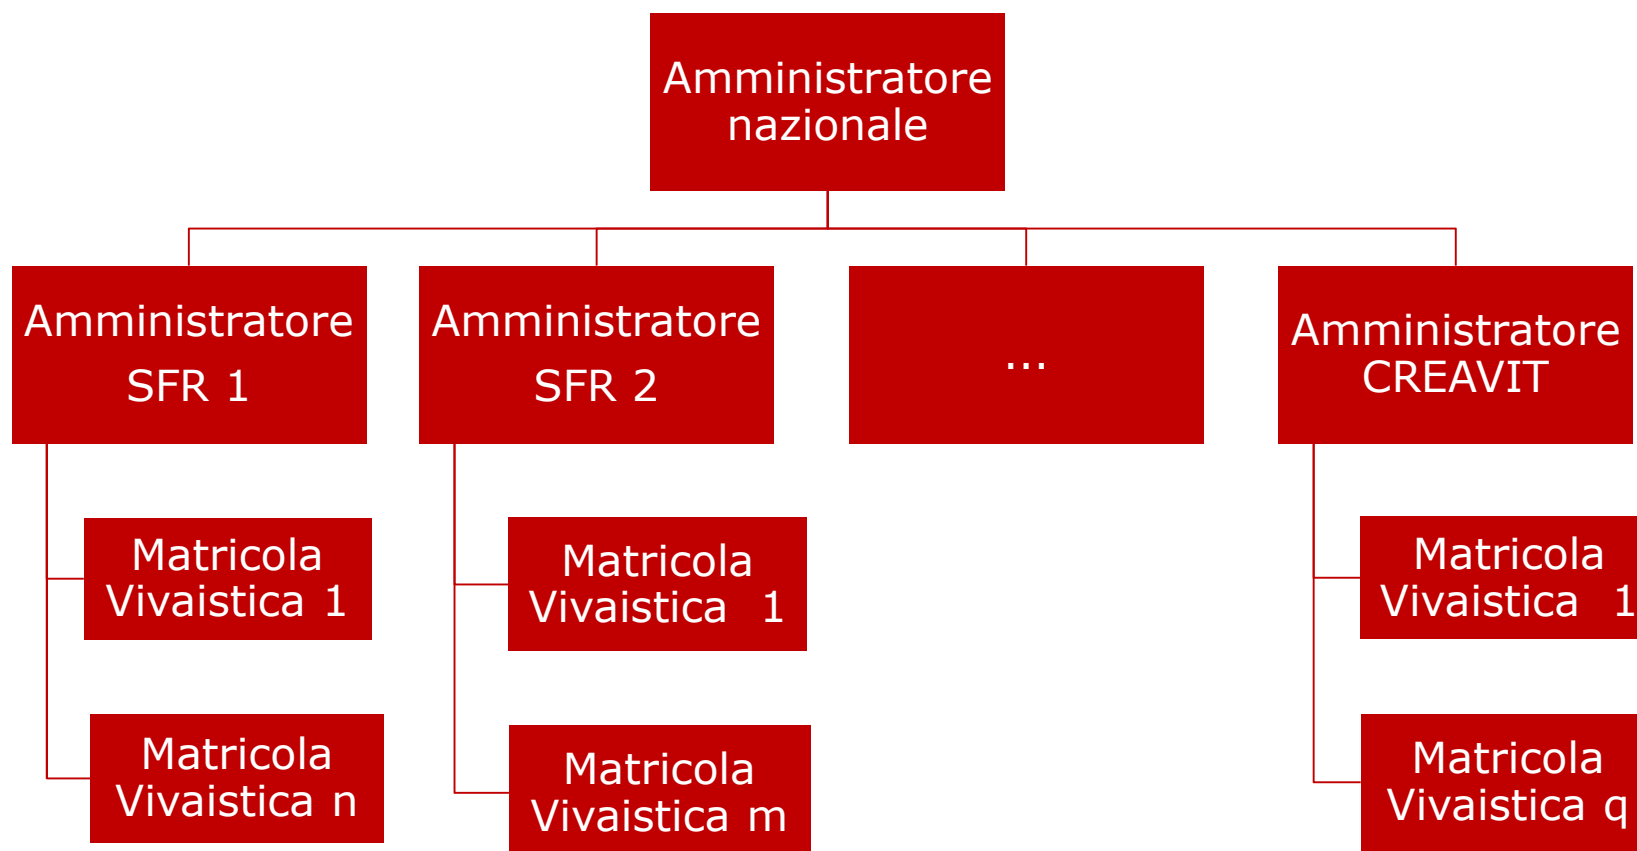 Amministratore
nazionale
Amministratore
SFR 1
Amministratore
SFR 2
...
Amministratore
CREAVIT
Matricola
Vivaistica 1
Matricola
Vivaistica  1
Matricola
Vivaistica  1
Matricola
Vivaistica n
Matricola
Vivaistica m
Matricola
Vivaistica q